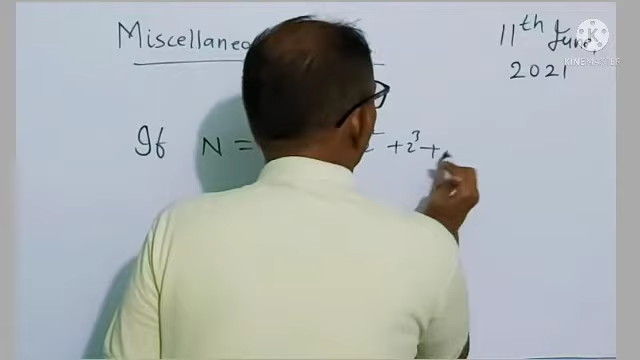 Miscellaneo
11th June,
2021
If N = + 2³ +
KINEMASTER